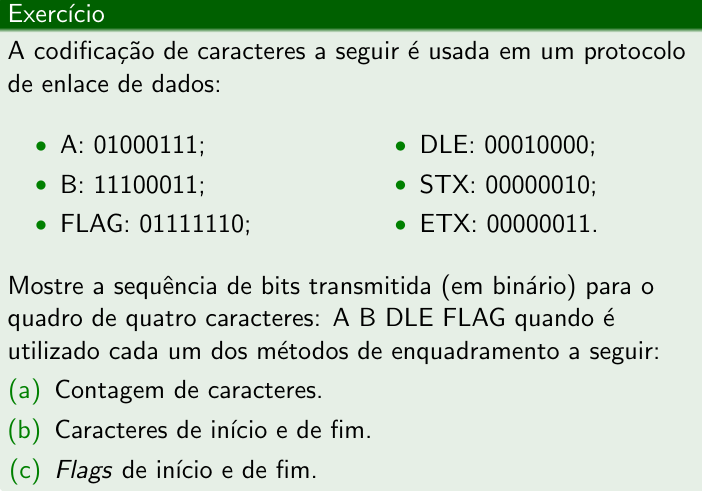 Exercício
A codificação de caracteres a seguir é usada em um protocolo
de enlace de dados:
• A: 01000111;
• B: 11100011;
• FLAG: 01111110;
• DLE: 00010000;
• STX: 00000010;
• ETX: 00000011.
Mostre a sequência de bits transmitida (em binário) para o
quadro de quatro caracteres: A B DLE FLAG quando é
utilizado cada um dos métodos de enquadramento a seguir:
(a) Contagem de caracteres.
(b) Caracteres de início e de fim.
(c) Flags de início e de fim.